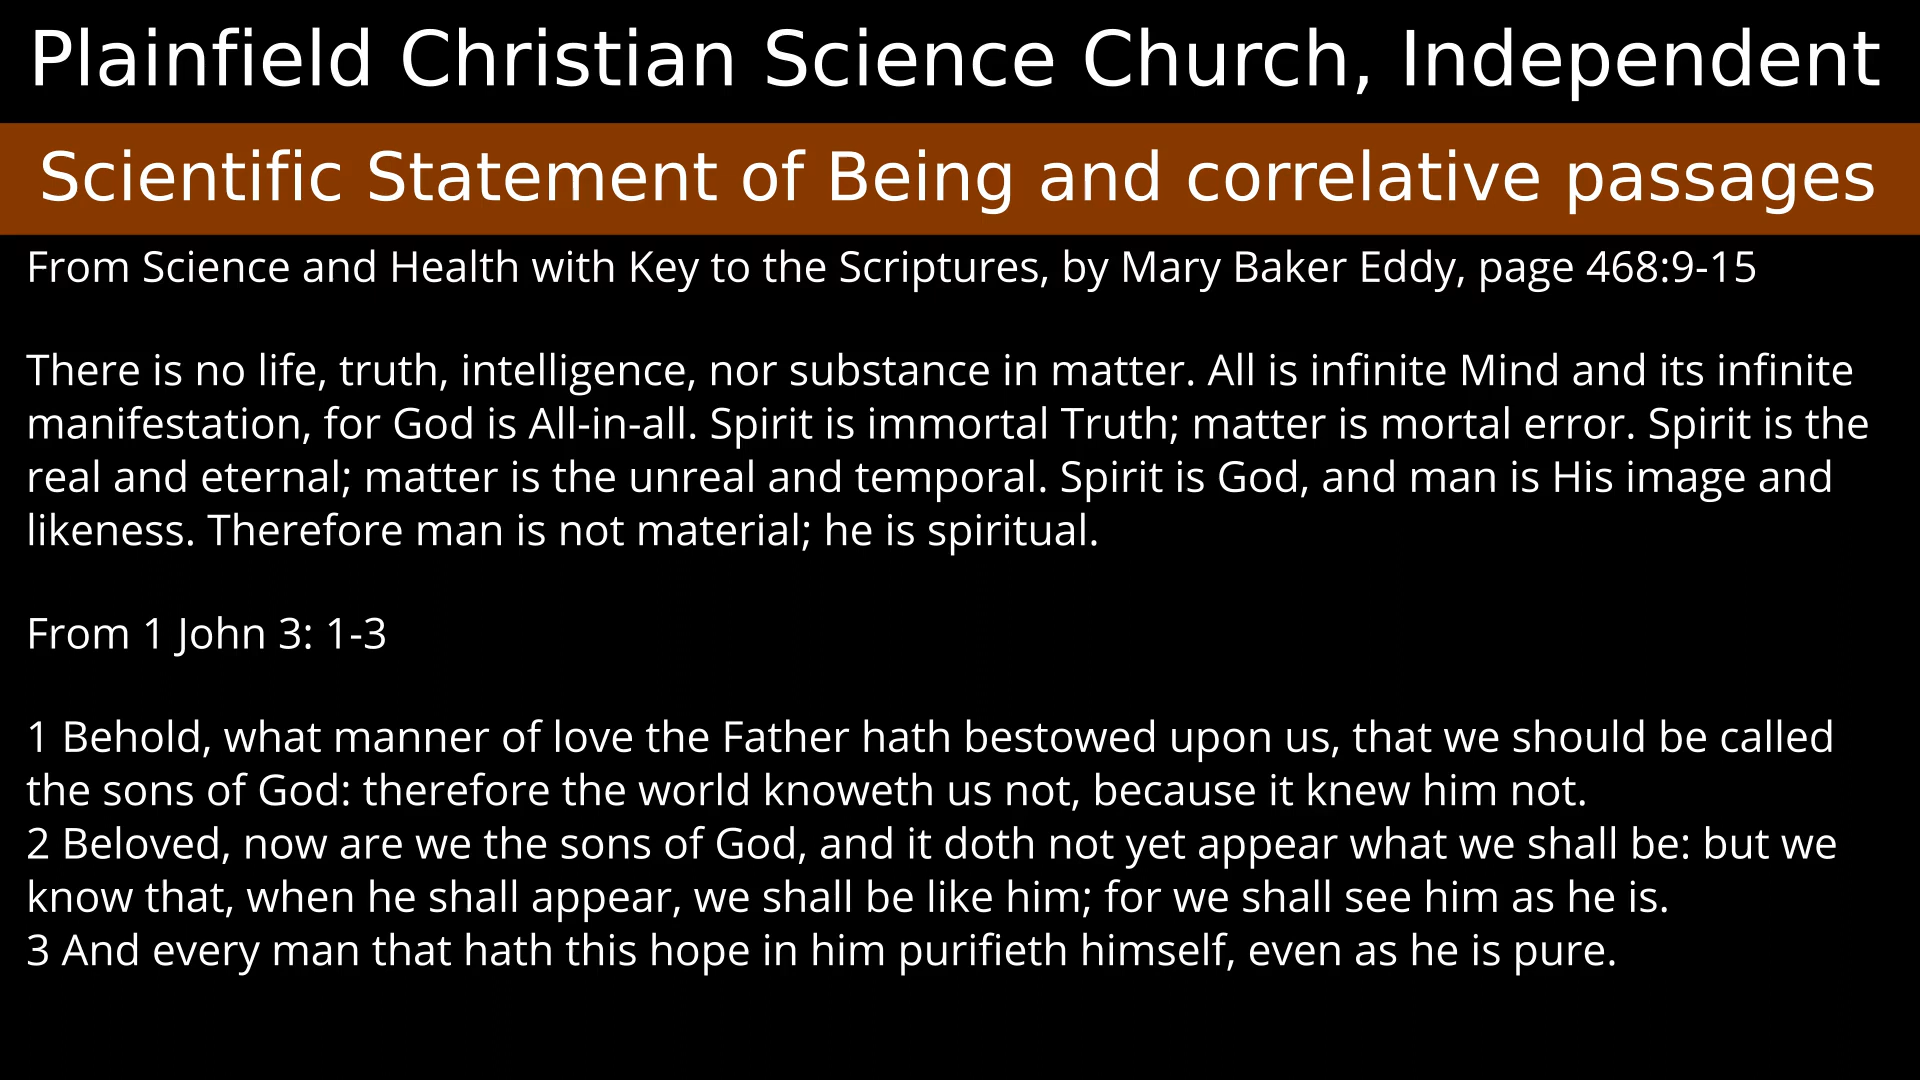 Plainfield Christian Science Church, Independent
Scientific Statement of Being and correlative passages
From Science and Health with Key to the Scriptures, by Mary Baker Eddy, page 468:9-15
There is no life, truth, intelligence, nor substance in matter. All is infinite Mind and its infinite
manifestation, for God is All-in-all. Spirit is immortal Truth; matter is mortal error. Spirit is the
real and eternal; matter is the unreal and temporal. Spirit is God, and man is His image and
likeness. Therefore man is not material; he is spiritual.
From 1 John 3: 1-3
1 Behold, what manner of love the Father hath bestowed upon us, that we should be called
the sons of God: therefore the world knoweth us not, because it knew him not.
2 Beloved, now are we the sons of God, and it doth not yet appear what we shall be: but we
know that, when he shall appear, we shall be like him; for we shall see him as he is.
3 And every man that hath this hope in him purifieth himself, even as he is pure.